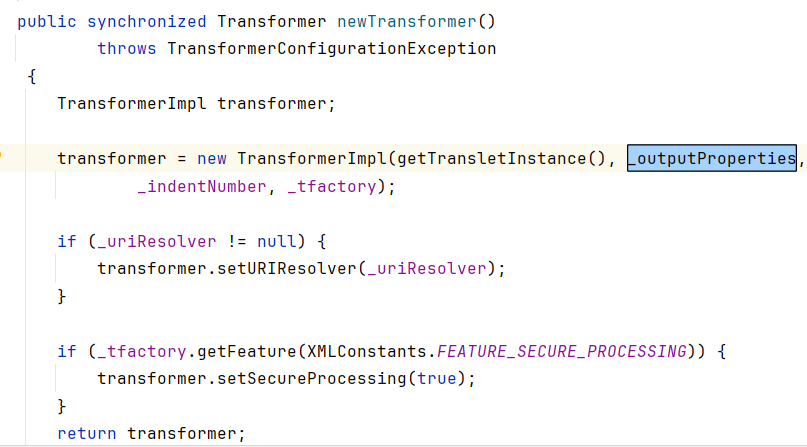 public synchronized Transformer newTransformer()
throws TransformerConfigurationException
{
TransformerImpl transformer;
transformer = new TransformerImpl(getTransletInstance(), _outputProperties,
_indentNumber, _tfactory);
if (_uriResolver != null) {
transformer.setURIResolver(_uriResolver);
}
if (_tfactory.getFeature(XMLConstants.FEATURE_SECURE_PROCESSING)) {
transformer.setSecureProcessing(true);
}
return transformer;